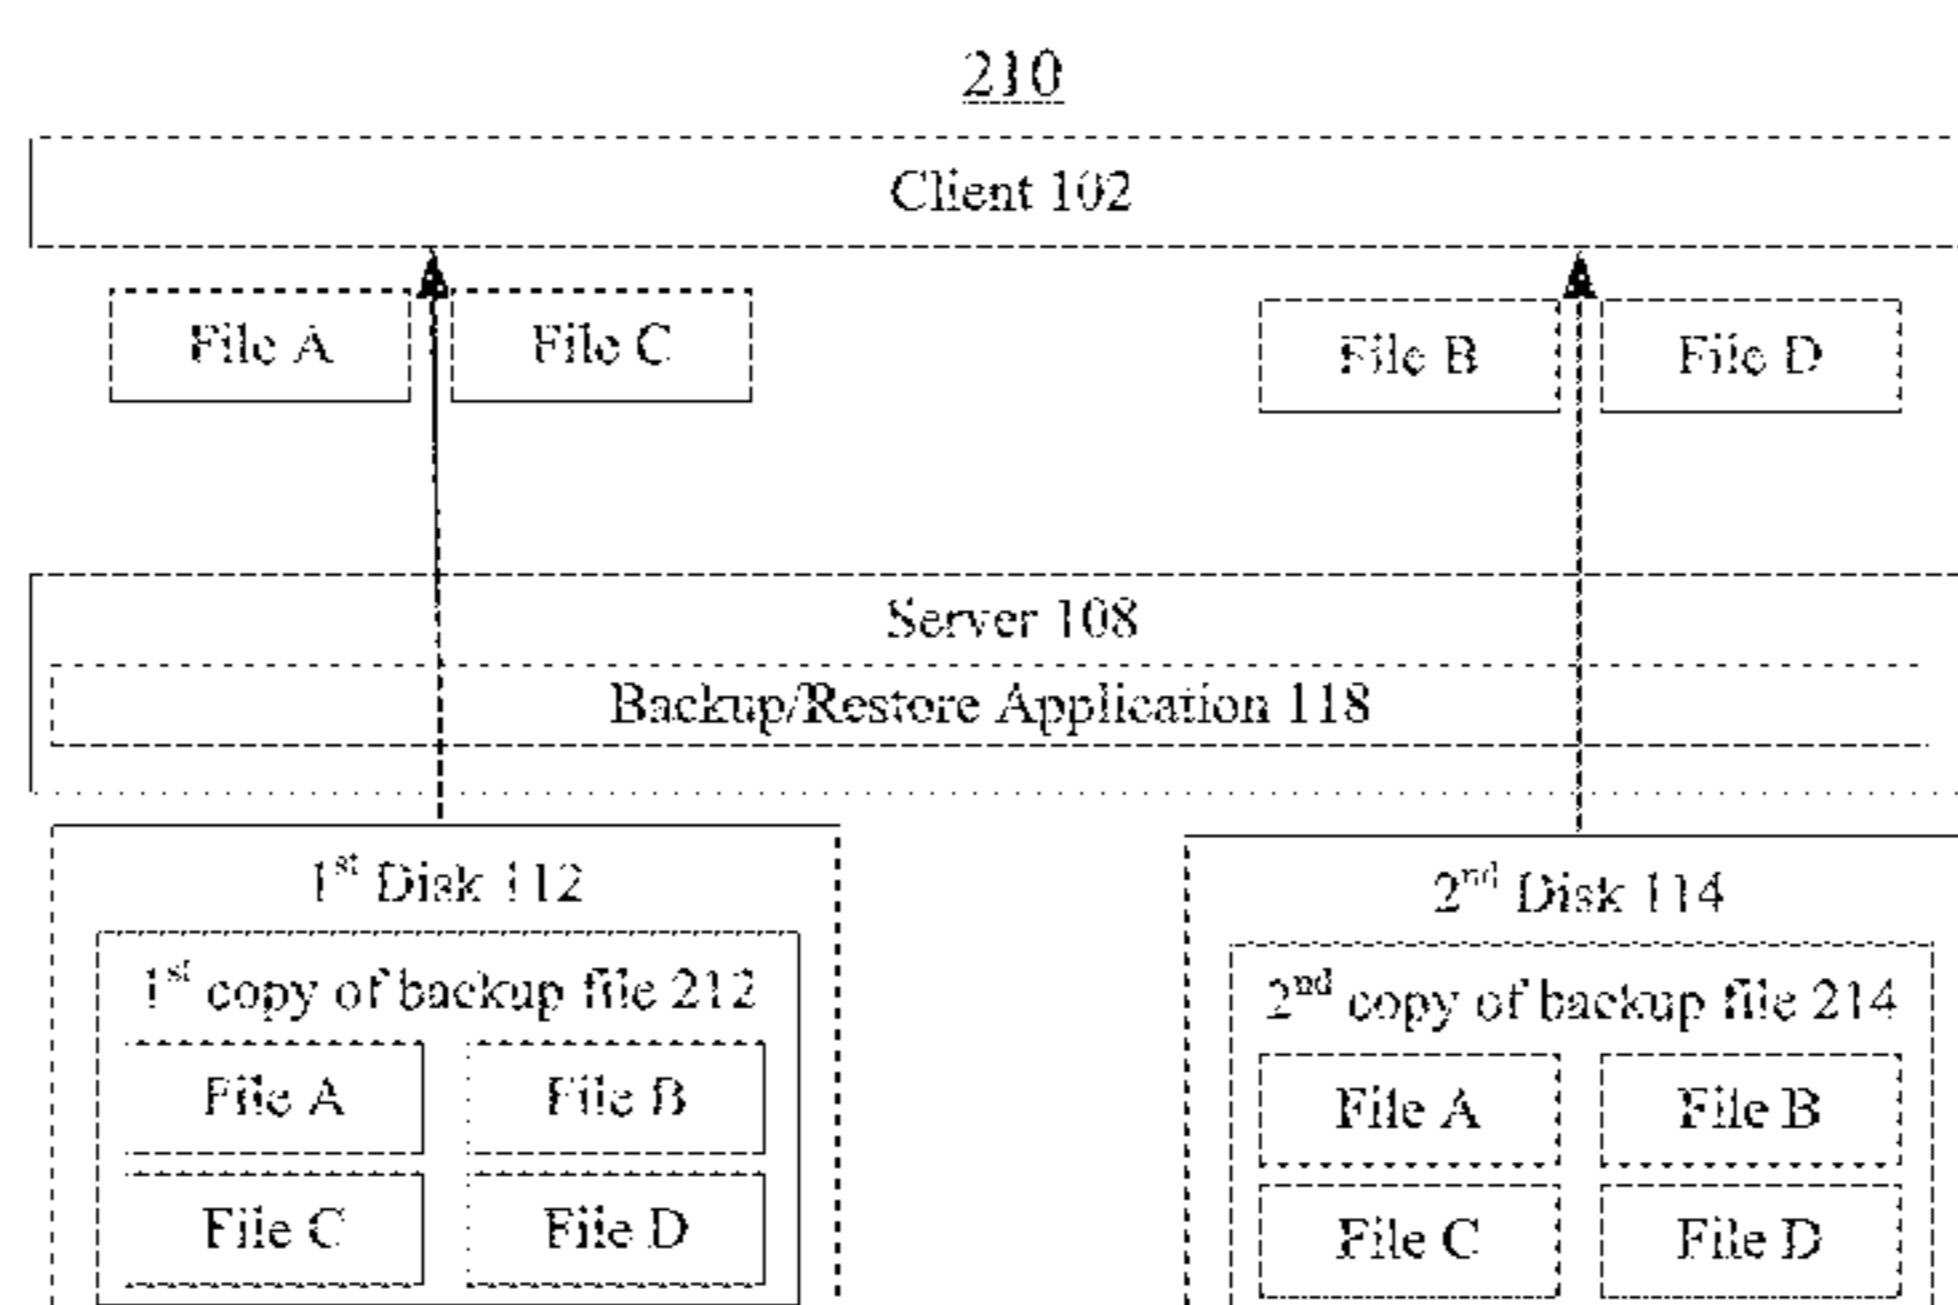 210
Client 102
File A File C File B File D
Server 108
Backup/Restore Application 118
1st Disk 112 2nd Disk 114
1st copy of backup file 212 2nd copy of backup file 214
File A File B File A File B
File C File D File C File D